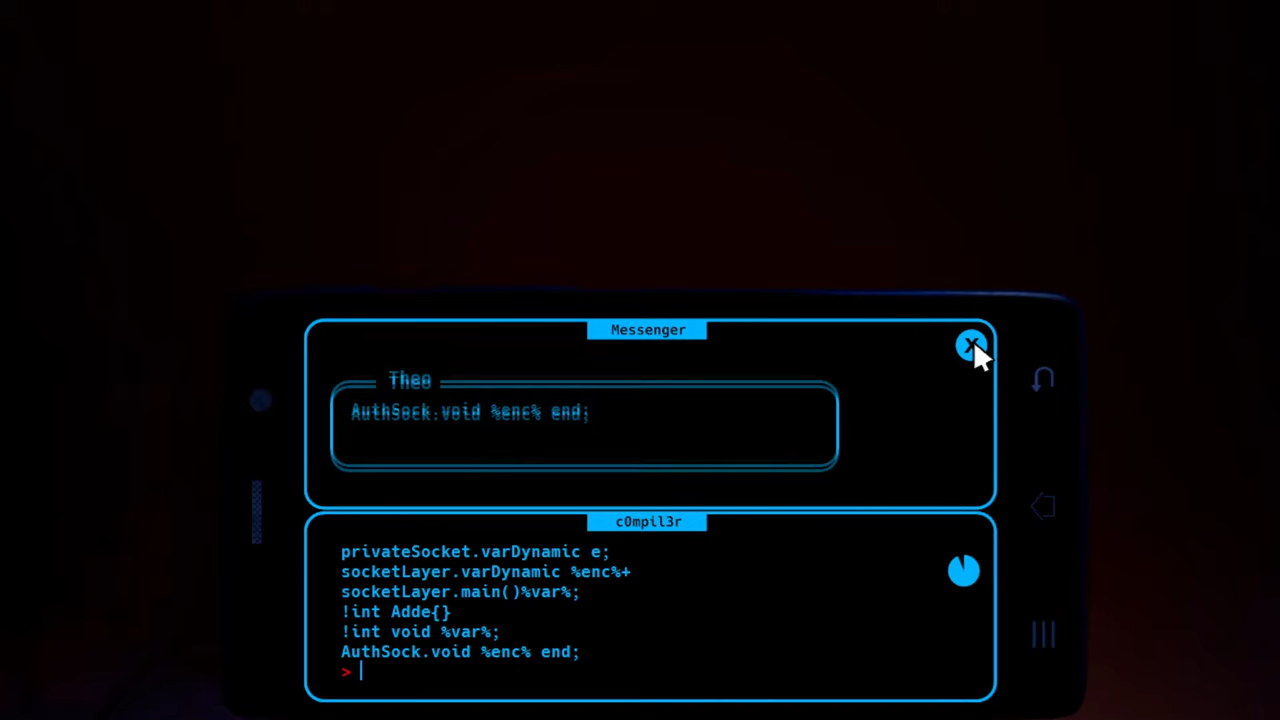 Messenger
X
Theo
AuthSock.void %enc% end;
c0mpil3r
privateSocket.varDynamic e;
socketLayer.varDynamic %enc%+
socketLayer.main()%var%;
!int Adde{}
!int void %var%;
AuthSock.void %enc% end;
>